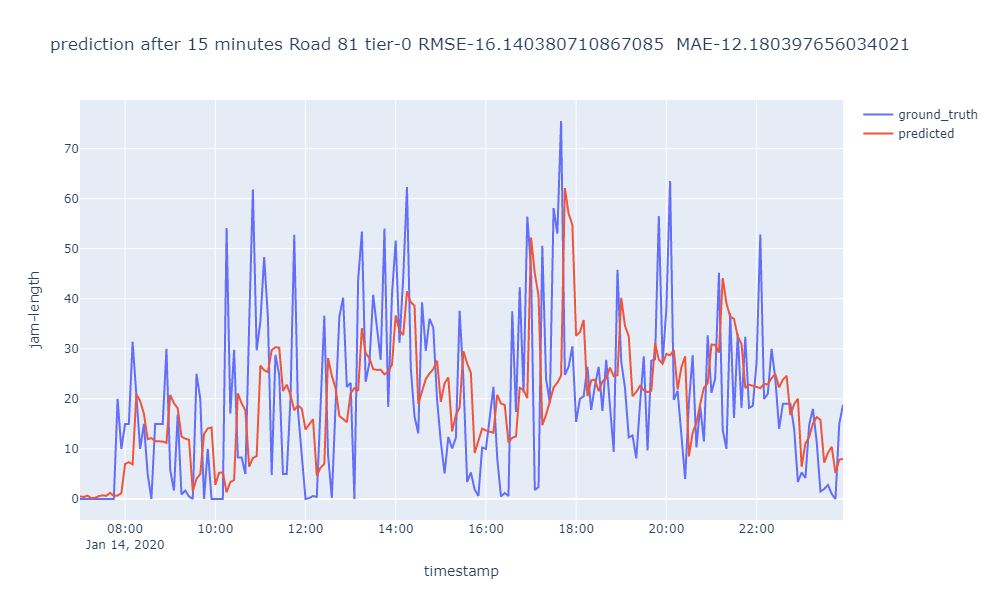 prediction after 15 minutes Road 81 tier-0 RMSE-16.140380710867085  MAE-12.180397656034021
ground_truth
predicted
70
60
50
40
30
20
10
0
jam-length
08:00 10:00 12:00 14:00 16:00 18:00 20:00 22:00
Jan 14, 2020
timestamp